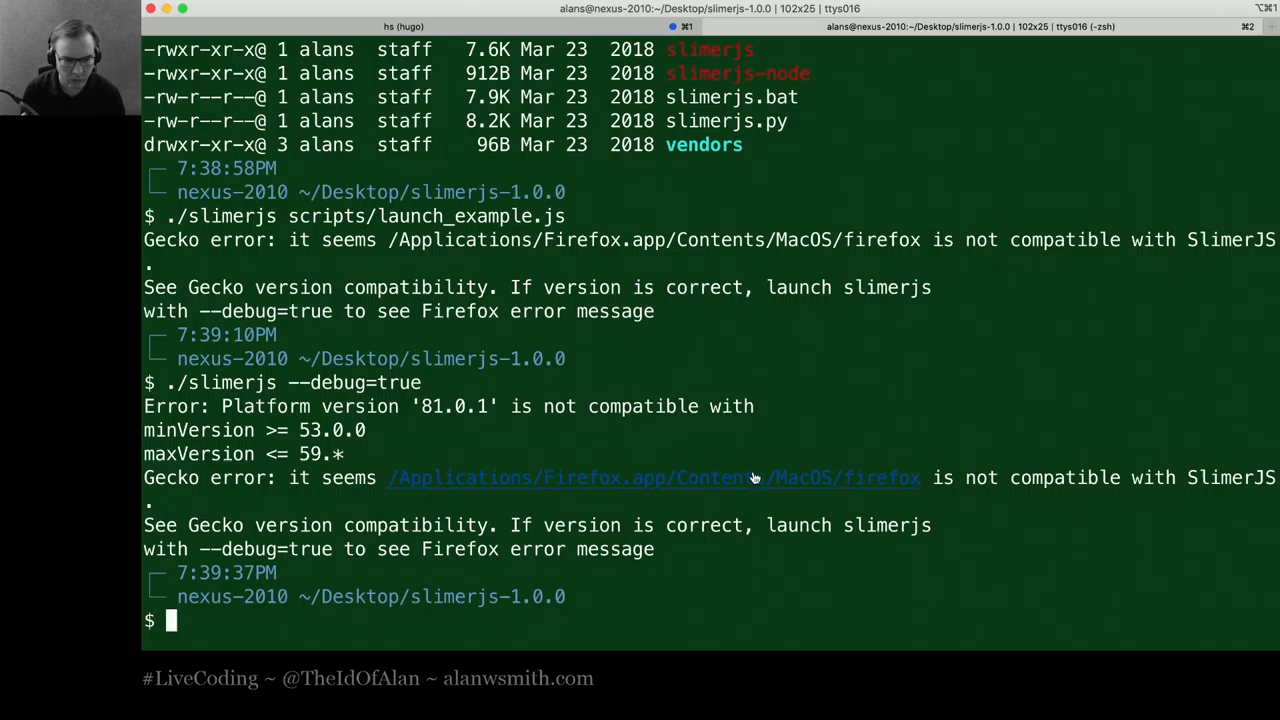 alans@nexus-2010:~/Desktop/slimerjs-1.0.0 | 102x25 | ttys016
⌥⌘1
hs (hugo)
⌘1
alans@nexus-2010:~/Desktop/slimerjs-1.0.0 | 102x25 | ttys016 (-zsh)
⌘2
-rwxr-xr-x@ 1 alans  staff   7.6K Mar 23  2018 slimerjs
-rwxr-xr-x@ 1 alans  staff   912B Mar 23  2018 slimerjs-node
-rw-r--r--@ 1 alans  staff   7.9K Mar 23  2018 slimerjs.bat
-rw-r--r--@ 1 alans  staff   8.2K Mar 23  2018 slimerjs.py
drwxr-xr-x@ 3 alans  staff    96B Mar 23  2018 vendors
7:38:58PM
nexus-2010 ~/Desktop/slimerjs-1.0.0
$ ./slimerjs scripts/launch_example.js
Gecko error: it seems /Applications/Firefox.app/Contents/MacOS/firefox is not compatible with SlimerJS
.
See Gecko version compatibility. If version is correct, launch slimerjs
with --debug=true to see Firefox error message
7:39:10PM
nexus-2010 ~/Desktop/slimerjs-1.0.0
$ ./slimerjs --debug=true
Error: Platform version '81.0.1' is not compatible with
minVersion >= 53.0.0
maxVersion <= 59.*
Gecko error: it seems /Applications/Firefox.app/Contents/MacOS/firefox is not compatible with SlimerJS
.
See Gecko version compatibility. If version is correct, launch slimerjs
with --debug=true to see Firefox error message
7:39:37PM
nexus-2010 ~/Desktop/slimerjs-1.0.0
$
#LiveCoding ~ @TheIdOfAlan ~ alanwsmith.com